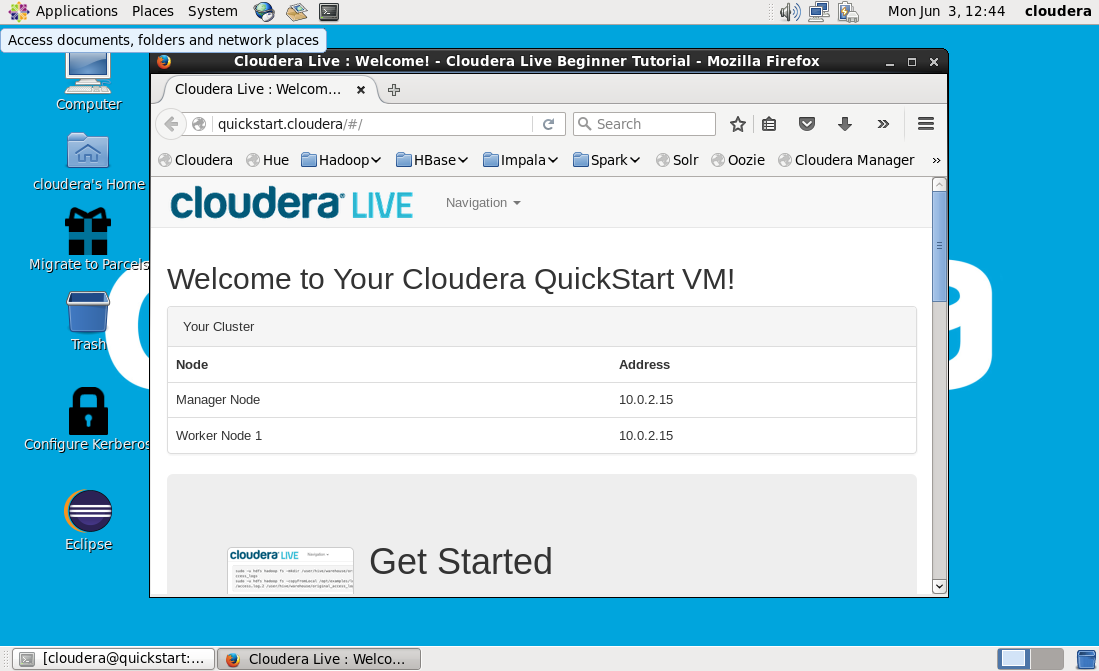 Applications Places System
Mon Jun 3, 12:44 cloudera
Access documents, folders and network places
Computer
cloudera's Home
Migrate to Parcels
Trash
Configure Kerberos
Eclipse
Cloudera Live : Welcome! - Cloudera Live Beginner Tutorial - Mozilla Firefox
Cloudera Live : Welcom...
quickstart.cloudera/#/
Search
Cloudera Hue Hadoop HBase Impala Spark Solr Oozie Cloudera Manager »
cloudera LIVE Navigation
Welcome to Your Cloudera QuickStart VM!
Your Cluster
Node Address
Manager Node 10.0.2.15
Worker Node 1 10.0.2.15
cloudera LIVE Navigation
Get Started
[cloudera@quickstart:...
Cloudera Live : Welco...